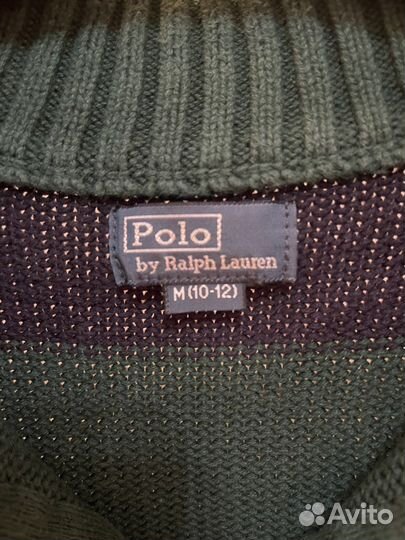 Polo
by Ralph Lauren
M(10-12)
Avito